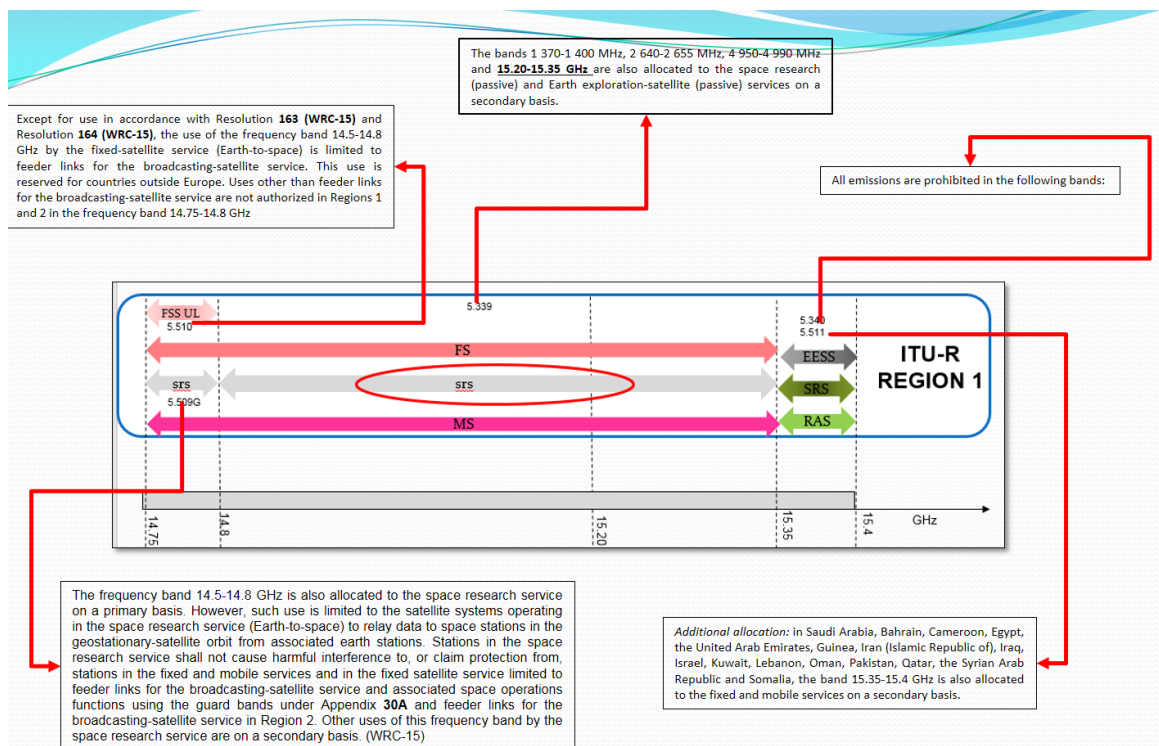 The bands 1 370-1 400 MHz, 2 640-2 655 MHz, 4 950-4 990 MHz
and 15.20-15.35 GHz are also allocated to the space research
(passive) and Earth exploration-satellite (passive) services on a
secondary basis.
Except for use in accordance with Resolution 163 (WRC-15) and
Resolution 164 (WRC-15), the use of the frequency band 14.5-14.8
GHz by the fixed-satellite service (Earth-to-space) is limited to
feeder links for the broadcasting-satellite service. This use is
reserved for countries outside Europe. Uses other than feeder links
for the broadcasting-satellite service are not authorized in Regions 1
and 2 in the frequency band 14.75-14.8 GHz
All emissions are prohibited in the following bands:
FSS UL
5.510
5.339
5.340
5.511
FS
EESS
ITU-R
REGION 1
srs
5.509G
srs
SRS
MS
RAS
14.75
14.8
15.20
15.35
15.4
GHz
The frequency band 14.5-14.8 GHz is also allocated to the space research service
on a primary basis. However, such use is limited to the satellite systems operating
in the space research service (Earth-to-space) to relay data to space stations in the
geostationary-satellite orbit from associated earth stations. Stations in the space
research service shall not cause harmful interference to, or claim protection from,
stations in the fixed and mobile services and in the fixed satellite service limited to
feeder links for the broadcasting-satellite service and associated space operations
functions using the guard bands under Appendix 30A and feeder links for the
broadcasting-satellite service in Region 2. Other uses of this frequency band by the
space research service are on a secondary basis. (WRC-15)
Additional allocation: in Saudi Arabia, Bahrain, Cameroon, Egypt,
the United Arab Emirates, Guinea, Iran (Islamic Republic of), Iraq,
Israel, Kuwait, Lebanon, Oman, Pakistan, Qatar, the Syrian Arab
Republic and Somalia, the band 15.35-15.4 GHz is also allocated
to the fixed and mobile services on a secondary basis.